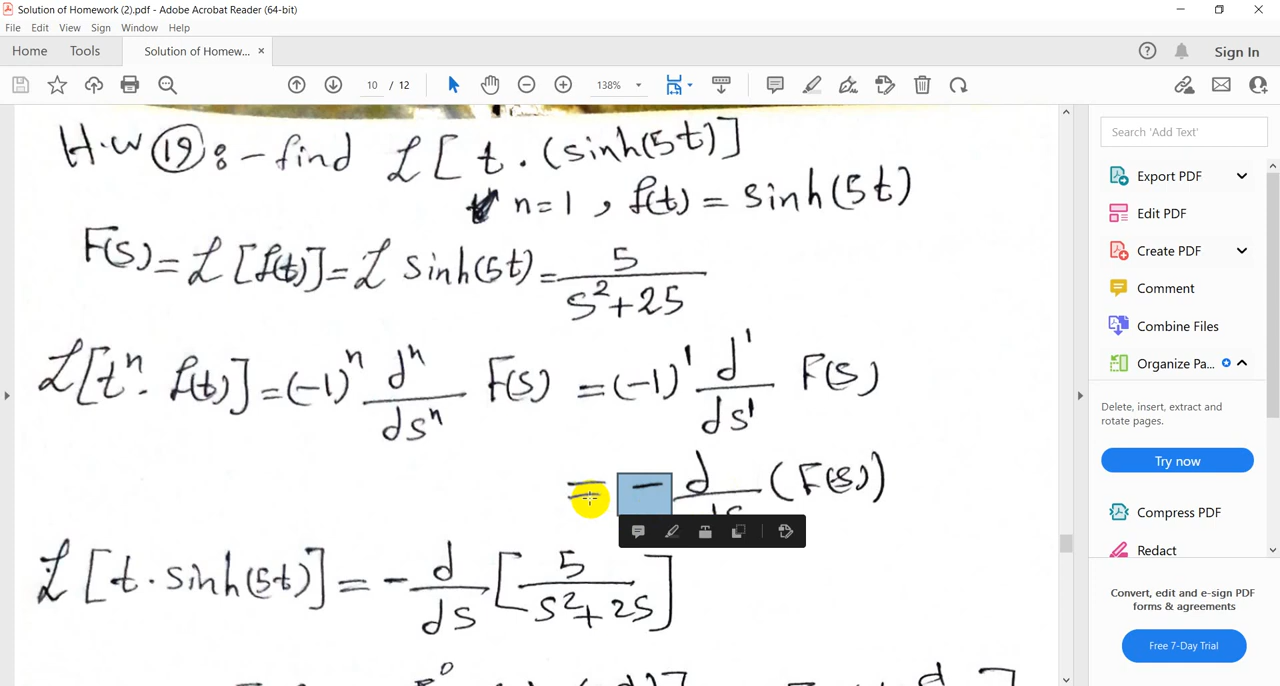 Solution of Homework (2).pdf - Adobe Acrobat Reader (64-bit)
File Edit View Sign Window Help
Home Tools Solution of Homew... × Sign In
10 / 12 138%
H.W (19) :- find ℒ[t . (sinh(5t)]
n=1 , f(t) = sinh(5t)
F(s) = ℒ[f(t)] = ℒ sinh(5t) = 5 / s²+25
ℒ[tⁿ . f(t)] = (-1)ⁿ dⁿ/dsⁿ F(s) = (-1)¹ d¹/ds¹ F(s)
= - d/ds (F(s))
ℒ[t . sinh(5t)] = - d/ds [5 / s²+25]
Search 'Add Text'
Export PDF
Edit PDF
Create PDF
Comment
Combine Files
Organize Pa...
Delete, insert, extract and
rotate pages.
Try now
Compress PDF
Redact
Convert, edit and e-sign PDF
forms & agreements
Free 7-Day Trial